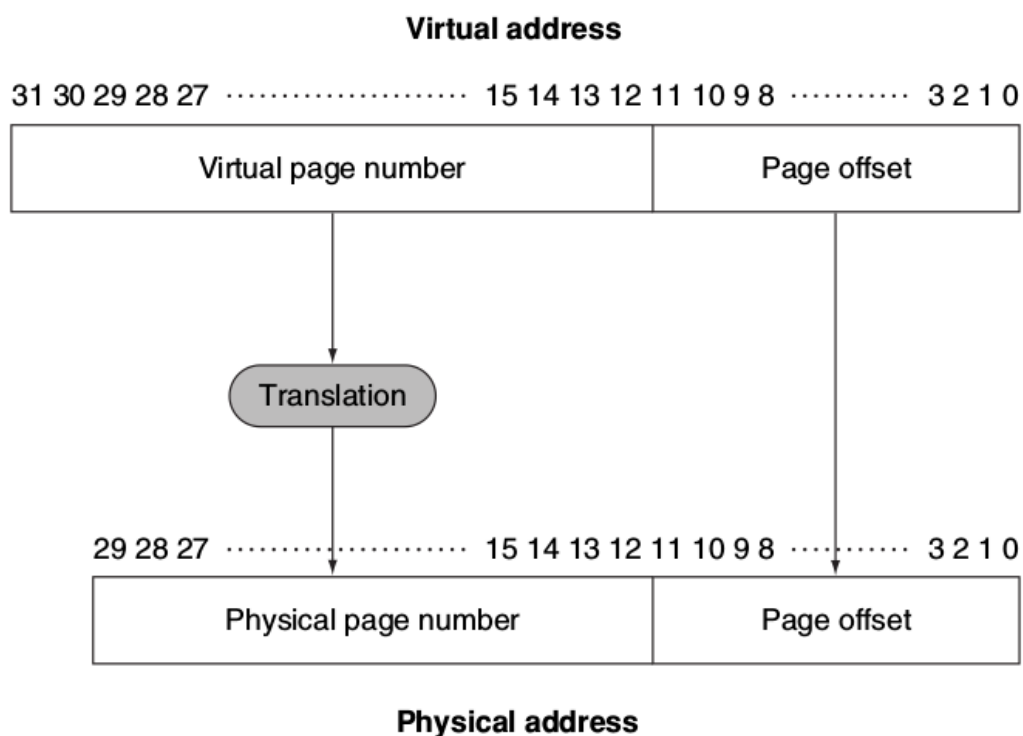 Virtual address
31 30 29 28 27 ······················ 15 14 13 12 11 10 9 8 ·········· 3 2 1 0
Virtual page number Page offset
Translation
29 28 27 ······················ 15 14 13 12 11 10 9 8 ·········· 3 2 1 0
Physical page number Page offset
Physical address